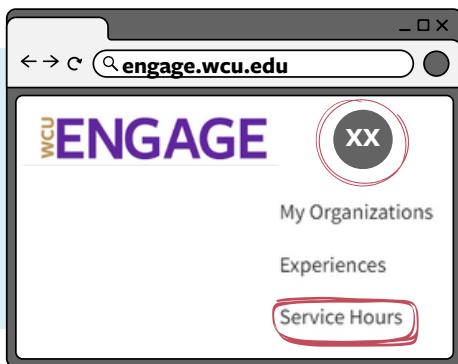 engage.wcu.edu
WCU ENGAGE
XX
My Organizations
Experiences
Service Hours